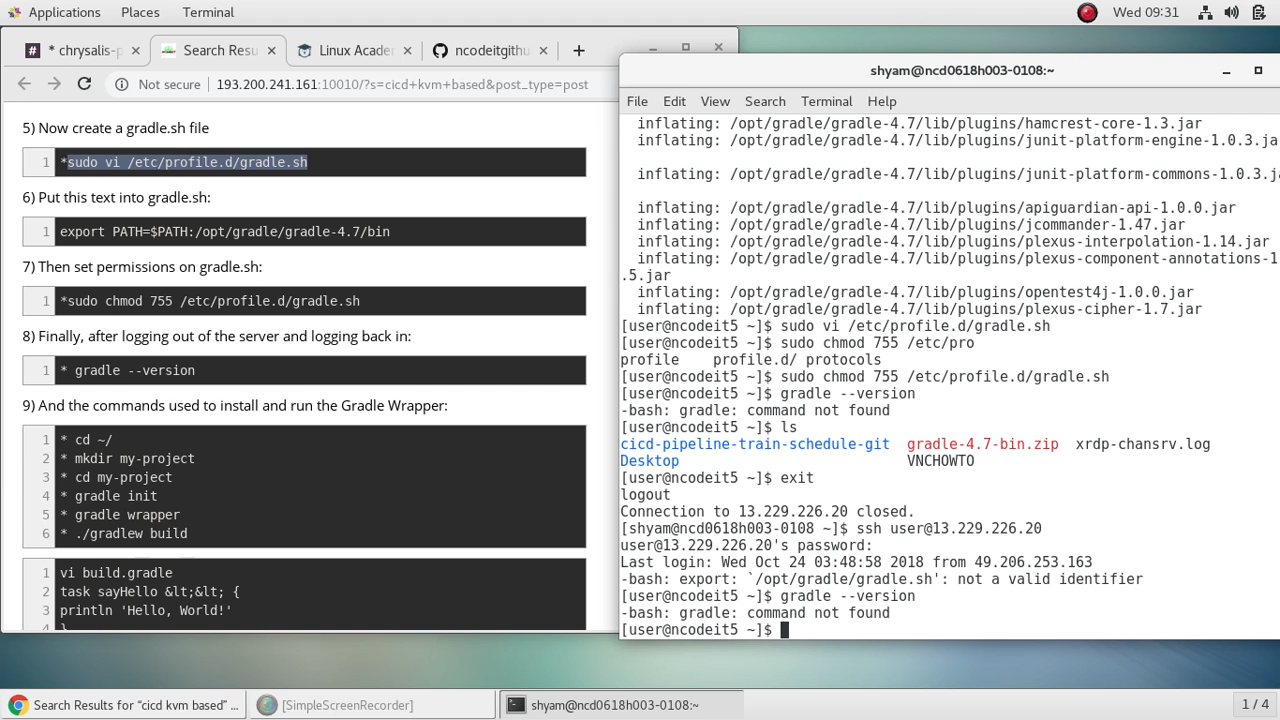 Applications Places Terminal Wed 09:31
* chrysalis-p
Search Resu
Linux Acade
ncodeitgithu
Not secure 193.200.241.161:10010/?s=cicd+kvm+based&post_type=post
5) Now create a gradle.sh file
1 *sudo vi /etc/profile.d/gradle.sh
6) Put this text into gradle.sh:
1 export PATH=$PATH:/opt/gradle/gradle-4.7/bin
7) Then set permissions on gradle.sh:
1 *sudo chmod 755 /etc/profile.d/gradle.sh
8) Finally, after logging out of the server and logging back in:
1 * gradle --version
9) And the commands used to install and run the Gradle Wrapper:
1 * cd ~/
2 * mkdir my-project
3 * cd my-project
4 * gradle init
5 * gradle wrapper
6 * ./gradlew build
1 vi build.gradle
2 task sayHello &lt;&lt; {
3 println 'Hello, World!'
4 }
shyam@ncd0618h003-0108:~
File Edit View Search Terminal Help
inflating: /opt/gradle/gradle-4.7/lib/plugins/hamcrest-core-1.3.jar
inflating: /opt/gradle/gradle-4.7/lib/plugins/junit-platform-engine-1.0.3.ja
inflating: /opt/gradle/gradle-4.7/lib/plugins/junit-platform-commons-1.0.3.ja
inflating: /opt/gradle/gradle-4.7/lib/plugins/apiguardian-api-1.0.0.jar
inflating: /opt/gradle/gradle-4.7/lib/plugins/jcommander-1.47.jar
inflating: /opt/gradle/gradle-4.7/lib/plugins/plexus-interpolation-1.14.jar
inflating: /opt/gradle/gradle-4.7/lib/plugins/plexus-component-annotations-1
.5.jar
inflating: /opt/gradle/gradle-4.7/lib/plugins/opentest4j-1.0.0.jar
inflating: /opt/gradle/gradle-4.7/lib/plugins/plexus-cipher-1.7.jar
[user@ncodeit5 ~]$ sudo vi /etc/profile.d/gradle.sh
[user@ncodeit5 ~]$ sudo chmod 755 /etc/pro
profile profile.d/ protocols
[user@ncodeit5 ~]$ sudo chmod 755 /etc/profile.d/gradle.sh
[user@ncodeit5 ~]$ gradle --version
-bash: gradle: command not found
[user@ncodeit5 ~]$ ls
cicd-pipeline-train-schedule-git gradle-4.7-bin.zip xrdp-chansrv.log
Desktop VNCHOWTO
[user@ncodeit5 ~]$ exit
logout
Connection to 13.229.226.20 closed.
[shyam@ncd0618h003-0108 ~]$ ssh user@13.229.226.20
user@13.229.226.20's password:
Last login: Wed Oct 24 03:48:58 2018 from 49.206.253.163
-bash: export: `/opt/gradle/gradle.sh': not a valid identifier
[user@ncodeit5 ~]$ gradle --version
-bash: gradle: command not found
[user@ncodeit5 ~]$
Search Results for “cicd kvm based” ...
[SimpleScreenRecorder]
shyam@ncd0618h003-0108:~
1 / 4